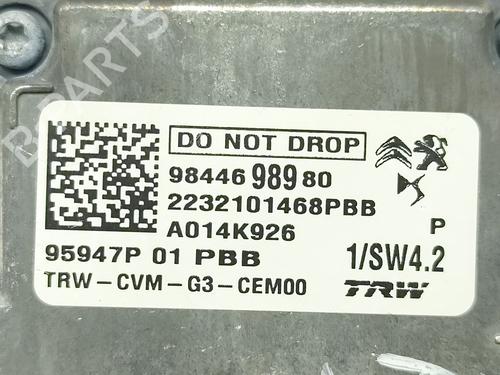 B-PARTS
DO NOT DROP
98446 989 80
2232101468PBB
A014K926
P
95947P 01 PBB
1/SW4.2
TRW-CVM-G3-CEM00
TRW